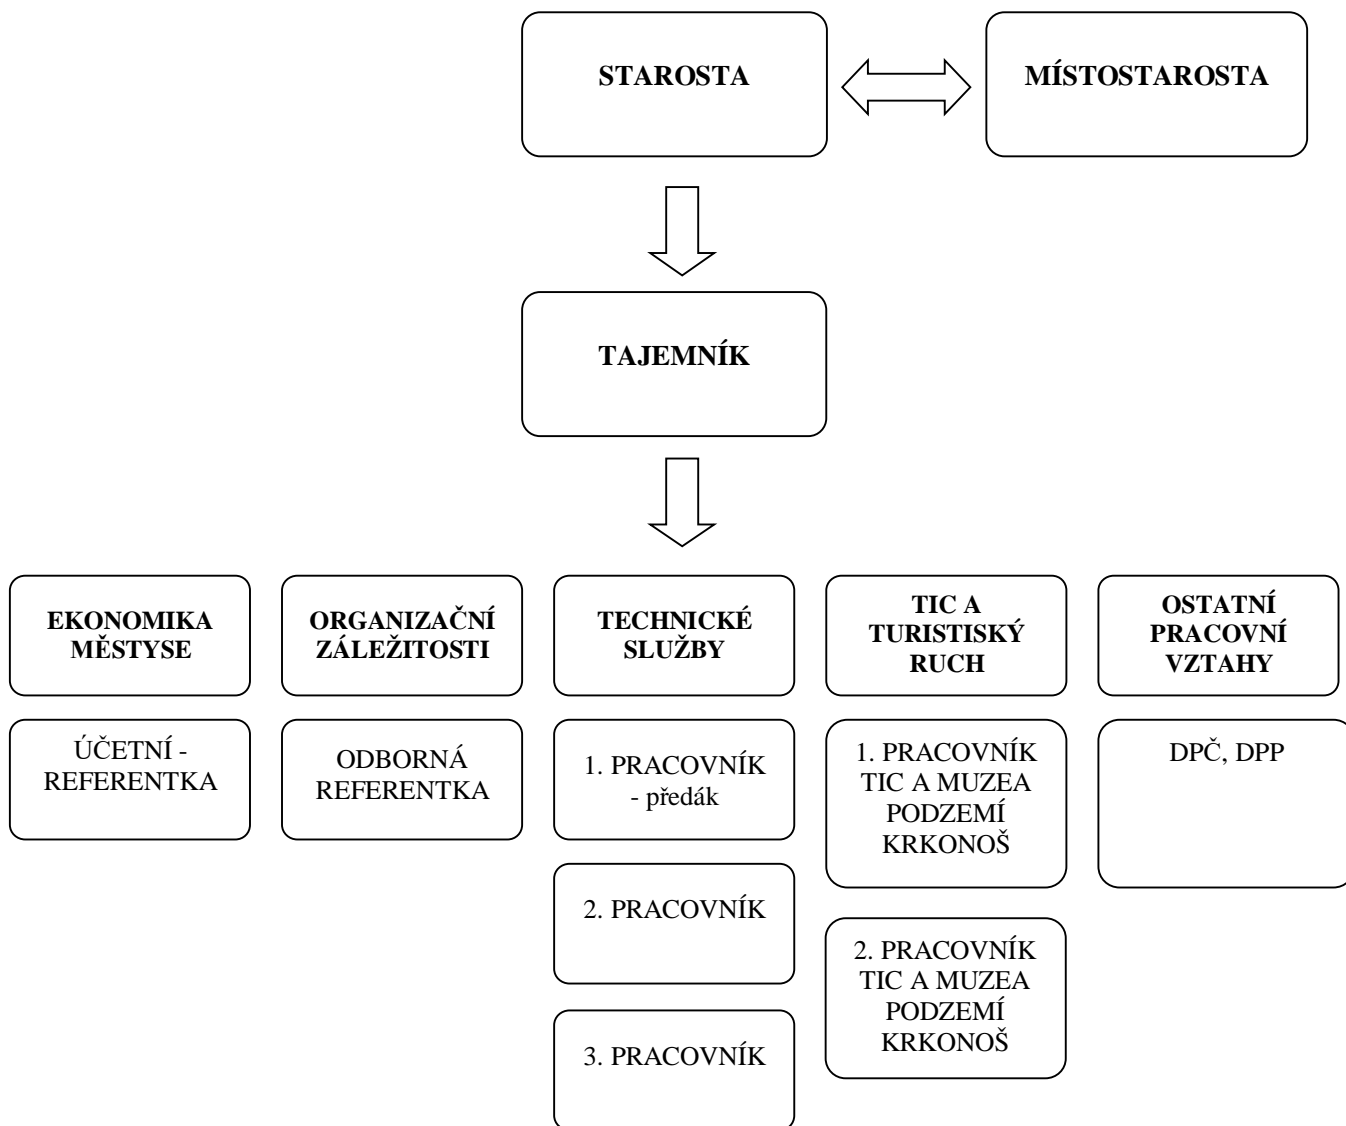 STAROSTA
MÍSTOSTAROSTA
TAJEMNÍK
EKONOMIKA
MĚSTYSE
ORGANIZAČNÍ
ZÁLEŽITOSTI
TECHNICKÉ
SLUŽBY
TIC A
TURISTISKÝ
RUCH
OSTATNÍ
PRACOVNÍ
VZTAHY
ÚČETNÍ -
REFERENTKA
ODBORNÁ
REFERENTKA
1. PRACOVNÍK
- předák
2. PRACOVNÍK
3. PRACOVNÍK
1. PRACOVNÍK
TIC A MUZEA
PODZEMÍ
KRKONOŠ
2. PRACOVNÍK
TIC A MUZEA
PODZEMÍ
KRKONOŠ
DPČ, DPP